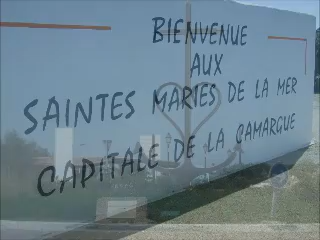 BIENVENUE
AUX
SAINTES MARIES DE LA MER
CAPITALE DE LA CAMARGUE